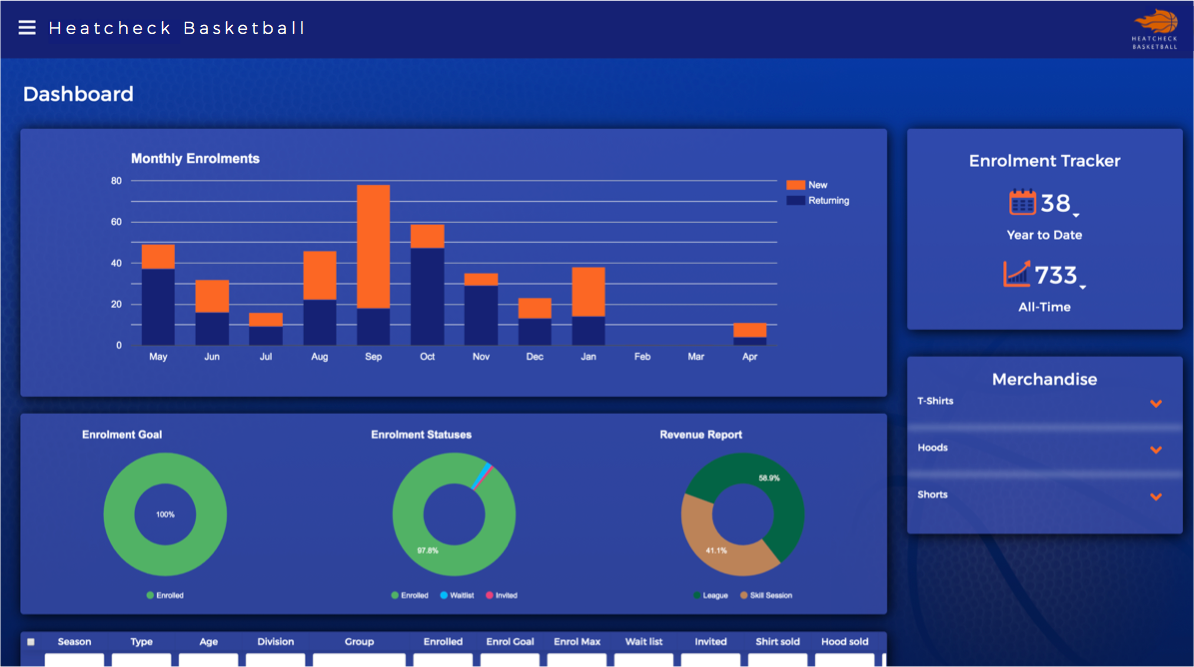 Heatcheck Basketball
HEATCHECK
BASKETBALL
Dashboard
Monthly Enrolments
80
60
40
20
0
May Jun Jul Aug Sep Oct Nov Dec Jan Feb Mar Apr
New
Returning
Enrolment Tracker
38
Year to Date
733
All-Time
Merchandise
T-Shirts
Hoods
Shorts
Enrolment Goal
100%
Enrolled
Enrolment Statuses
97.8%
Enrolled Waitlist Invited
Revenue Report
58.9%
41.1%
League Skill Session
Season Type Age Division Group Enrolled Enrol Goal Enrol Max Wait list Invited Shirt sold Hood sold